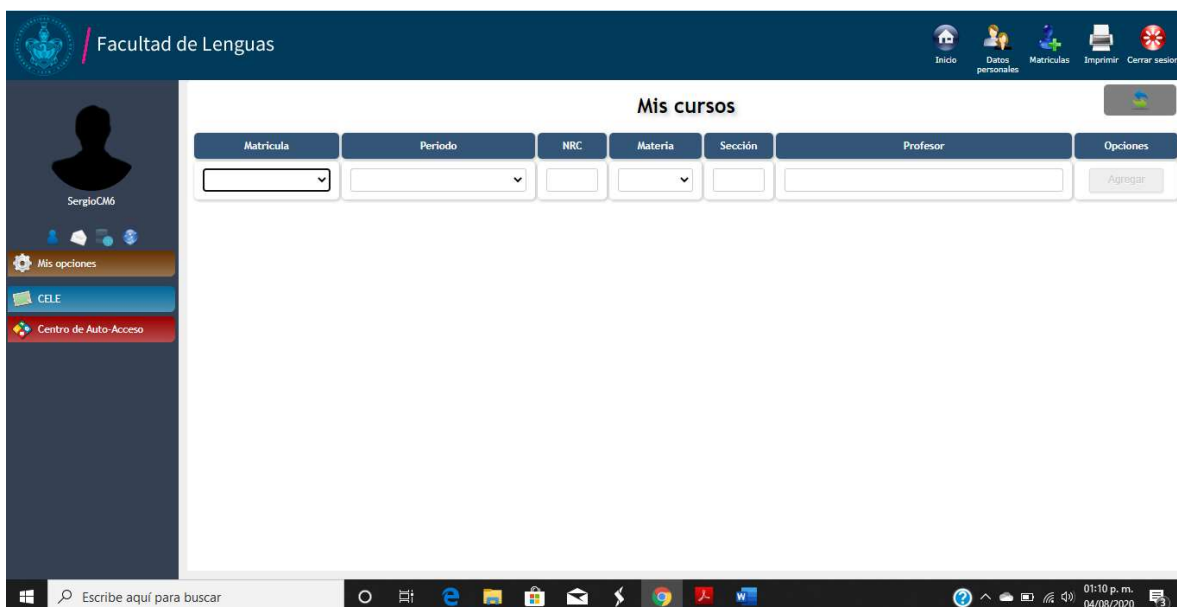 Facultad de Lenguas
Inicio
Datos personales
Matriculas
Imprimir
Cerrar sesion
Mis cursos
Matricula Periodo NRC Materia Sección Profesor Opciones
Agregar
SergioCM6
Mis opciones
CELE
Centro de Auto-Acceso
Escribe aquí para buscar
01:10 p. m.
04/08/2020